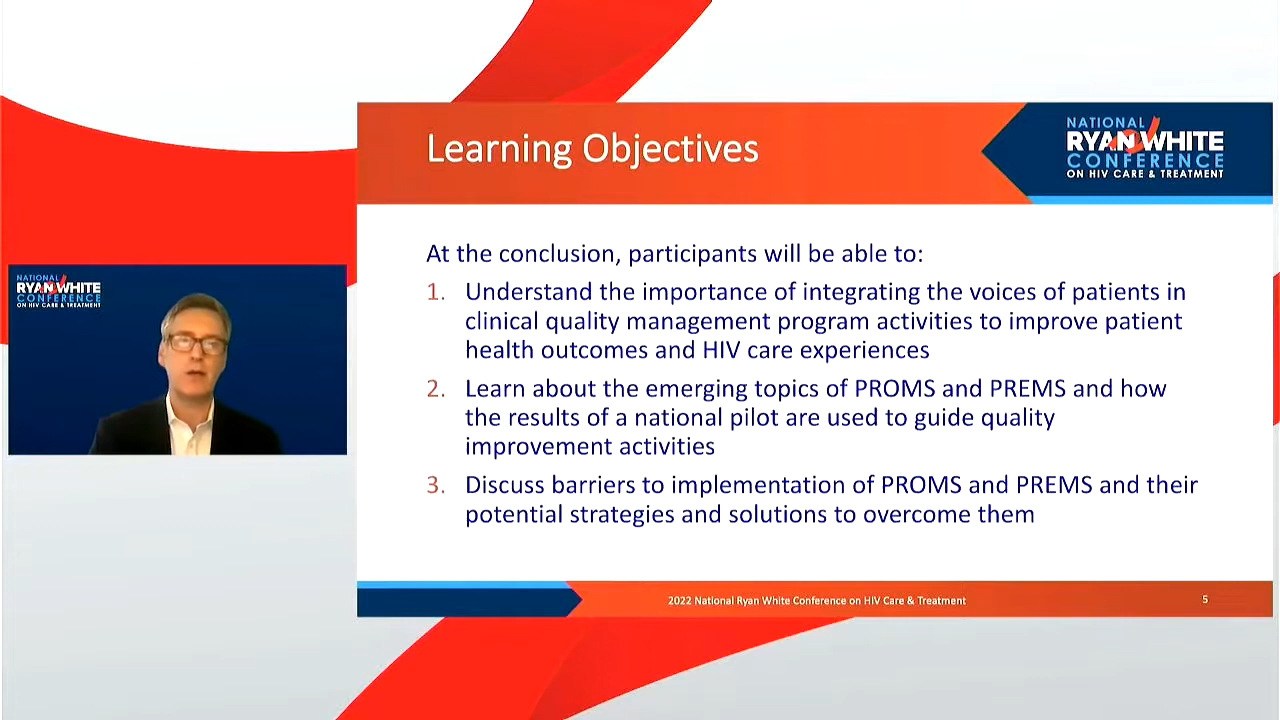 NATIONAL
RYAN WHITE
CONFERENCE
ON HIV CARE & TREATMENT
Learning Objectives
NATIONAL
RYAN WHITE
CONFERENCE
ON HIV CARE & TREATMENT
At the conclusion, participants will be able to:
1. Understand the importance of integrating the voices of patients in
clinical quality management program activities to improve patient
health outcomes and HIV care experiences
2. Learn about the emerging topics of PROMS and PREMS and how
the results of a national pilot are used to guide quality
improvement activities
3. Discuss barriers to implementation of PROMS and PREMS and their
potential strategies and solutions to overcome them
2022 National Ryan White Conference on HIV Care & Treatment
5